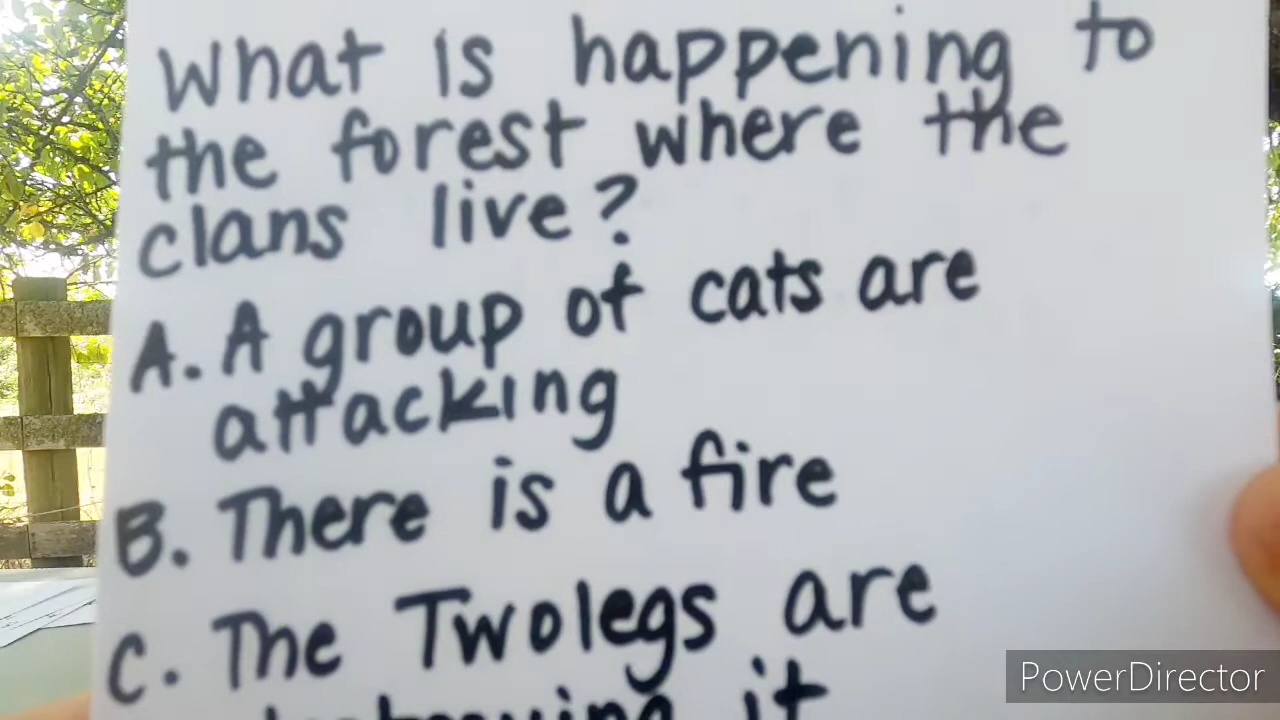 What is happening to
the forest where the
clans live?
A. A group of cats are
attacking
B. There is a fire
C. The Twolegs are
it
PowerDirector